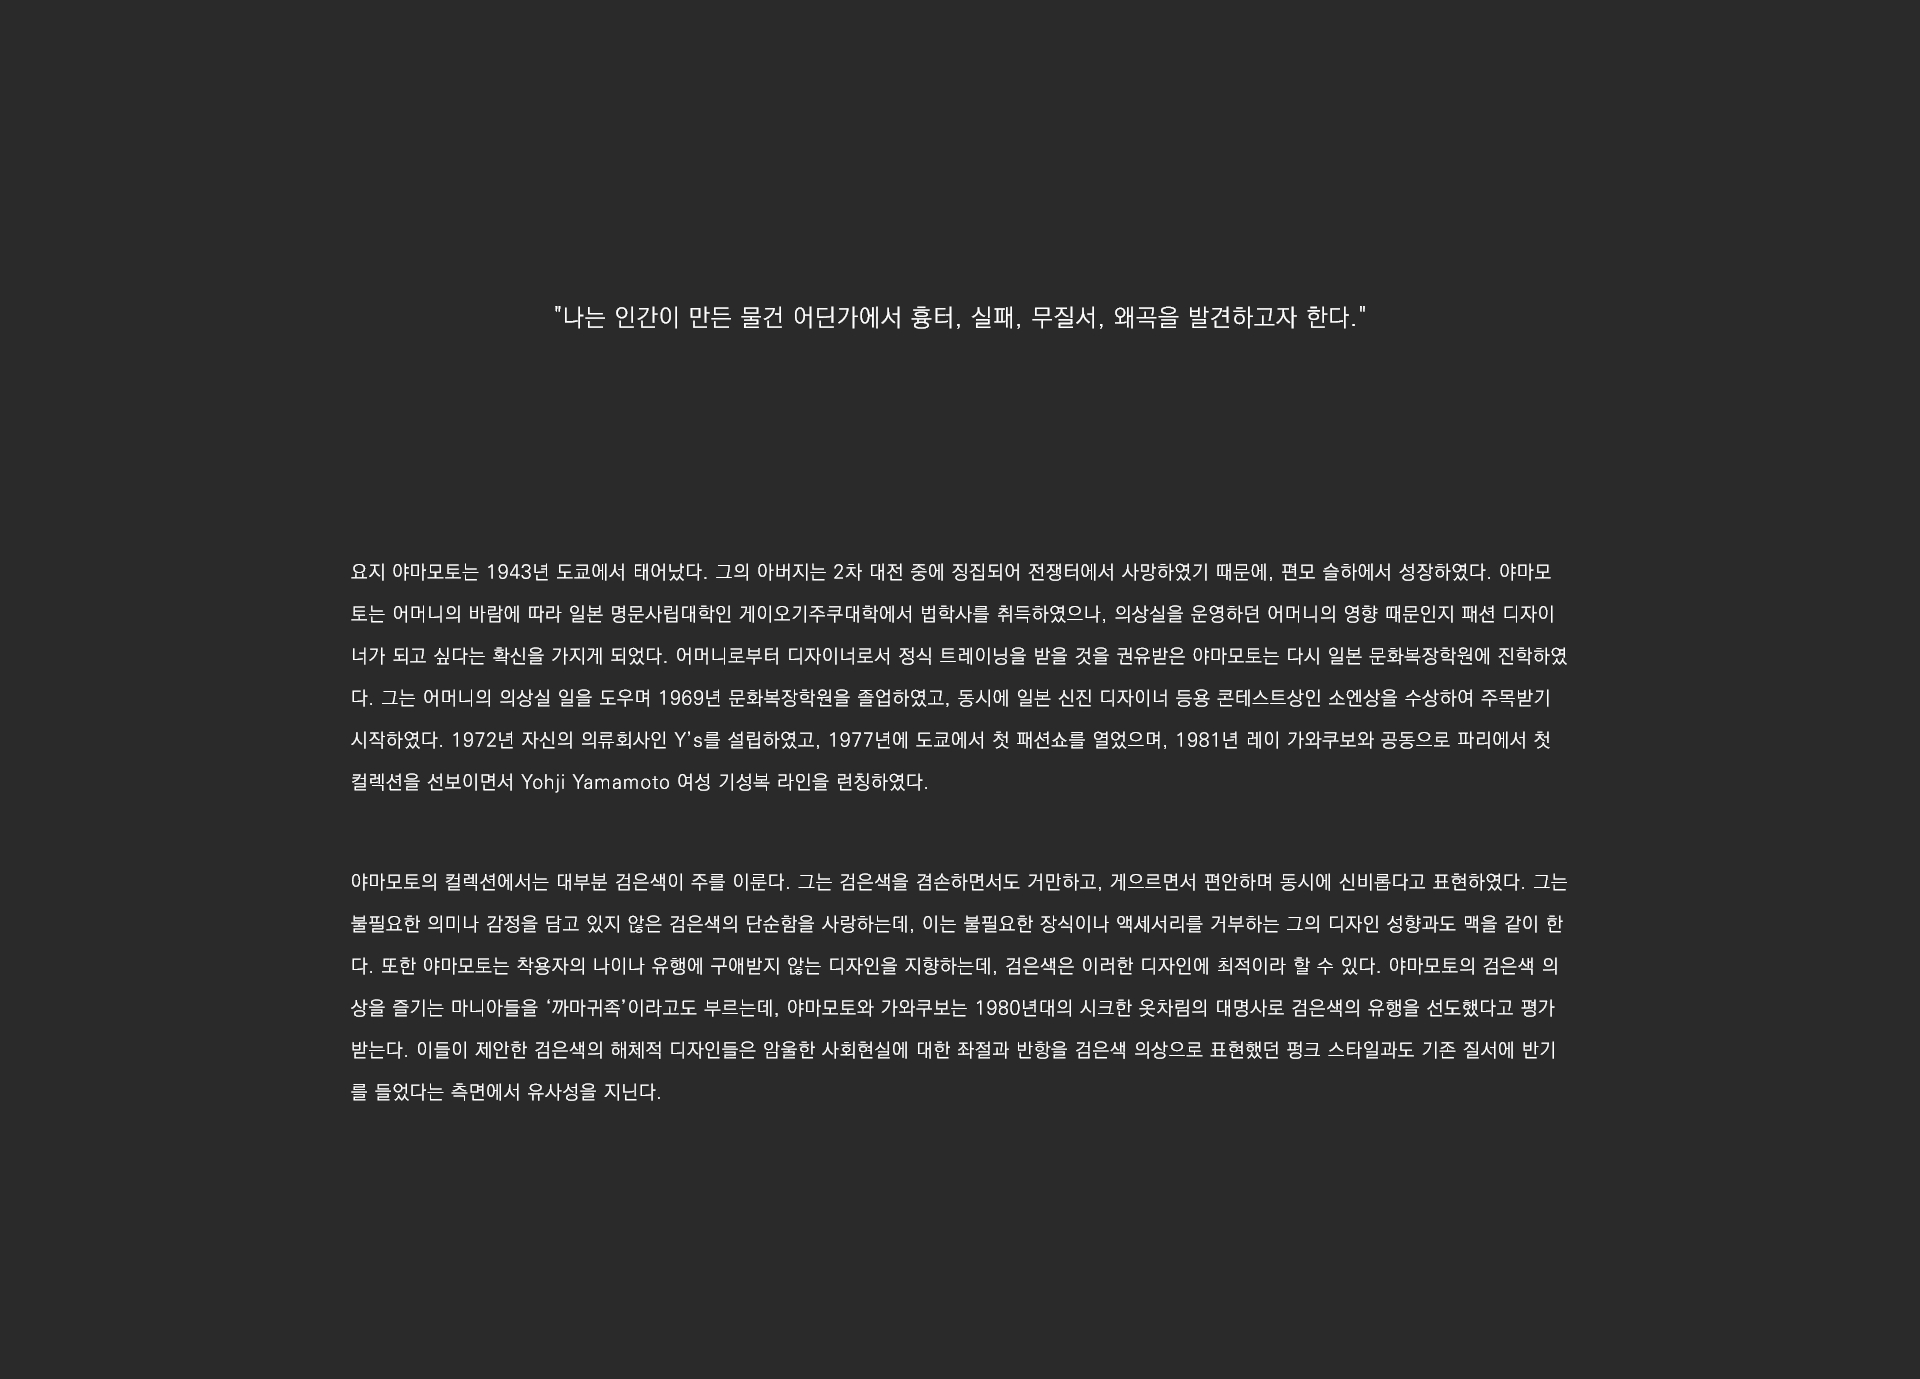 "나는 인간이 만든 물건 어딘가에서 흉터, 실패, 무질서, 왜곡을 발견하고자 한다."
요지 야마모토는 1943년 도쿄에서 태어났다. 그의 아버지는 2차 대전 중에 징집되어 전쟁터에서 사망하였기 때문에, 편모 슬하에서 성장하였다. 야마모
토는 어머니의 바람에 따라 일본 명문사립대학인 게이오기주쿠대학에서 법학사를 취득하였으나, 의상실을 운영하던 어머니의 영향 때문인지 패션 디자이
너가 되고 싶다는 확신을 가지게 되었다. 어머니로부터 디자이너로서 정식 트레이닝을 받을 것을 권유받은 야마모토는 다시 일본 문화복장학원에 진학하였
다. 그는 어머니의 의상실 일을 도우며 1969년 문화복장학원을 졸업하였고, 동시에 일본 신진 디자이너 등용 콘테스트상인 소엔상을 수상하여 주목받기
시작하였다. 1972년 자신의 의류회사인 Y’s를 설립하였고, 1977년에 도쿄에서 첫 패션쇼를 열었으며, 1981년 레이 가와쿠보와 공동으로 파리에서 첫
컬렉션을 선보이면서 Yohji Yamamoto 여성 기성복 라인을 런칭하였다.
야마모토의 컬렉션에서는 대부분 검은색이 주를 이룬다. 그는 검은색을 겸손하면서도 거만하고, 게으르면서 편안하며 동시에 신비롭다고 표현하였다. 그는
불필요한 의미나 감정을 담고 있지 않은 검은색의 단순함을 사랑하는데, 이는 불필요한 장식이나 액세서리를 거부하는 그의 디자인 성향과도 맥을 같이 한
다. 또한 야마모토는 착용자의 나이나 유행에 구애받지 않는 디자인을 지향하는데, 검은색은 이러한 디자인에 최적이라 할 수 있다. 야마모토의 검은색 의
상을 즐기는 마니아들을 ‘까마귀족’이라고도 부르는데, 야마모토와 가와쿠보는 1980년대의 시크한 옷차림의 대명사로 검은색의 유행을 선도했다고 평가
받는다. 이들이 제안한 검은색의 해체적 디자인들은 암울한 사회현실에 대한 좌절과 반항을 검은색 의상으로 표현했던 펑크 스타일과도 기존 질서에 반기
를 들었다는 측면에서 유사성을 지닌다.